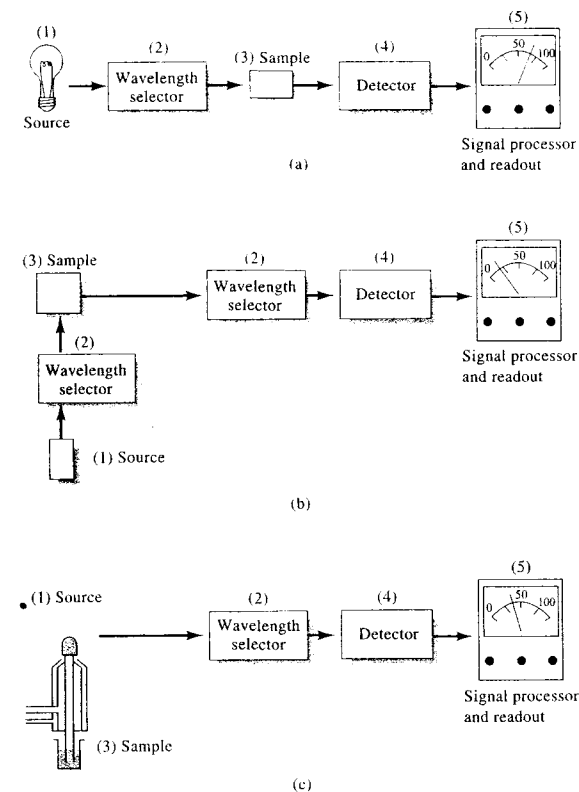 (1)
Source
(2)
Wavelength
selector
(3) Sample
(4)
Detector
(5)
0 50 100
Signal processor
and readout
(a)
(3) Sample
(2)
Wavelength
selector
(1) Source
(2)
Wavelength
selector
(4)
Detector
(5)
0 50 100
Signal processor
and readout
(b)
(1) Source
(3) Sample
(2)
Wavelength
selector
(4)
Detector
(5)
0 50 100
Signal processor
and readout
(c)